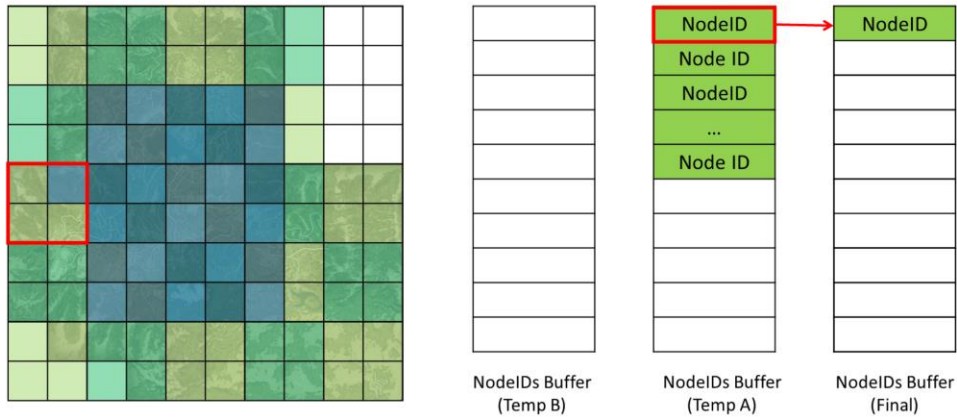 NodeID
Node ID
NodeID
...
Node ID
NodeID
NodeIDs Buffer
(Temp B)
NodeIDs Buffer
(Temp A)
NodeIDs Buffer
(Final)